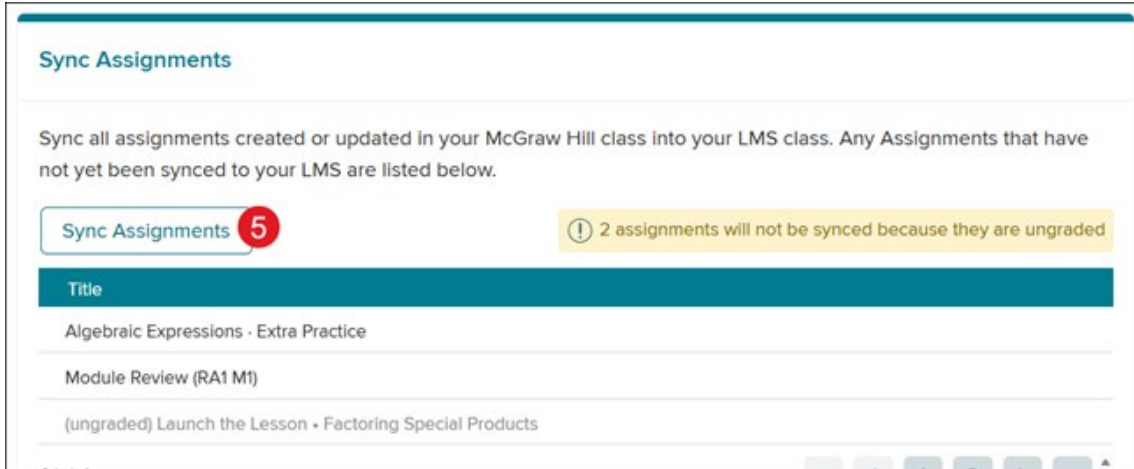 Sync Assignments
Sync all assignments created or updated in your McGraw Hill class into your LMS class. Any Assignments that have
not yet been synced to your LMS are listed below.
Sync Assignments 5
! 2 assignments will not be synced because they are ungraded
Title
Algebraic Expressions · Extra Practice
Module Review (RA1 M1)
(ungraded) Launch the Lesson • Factoring Special Products